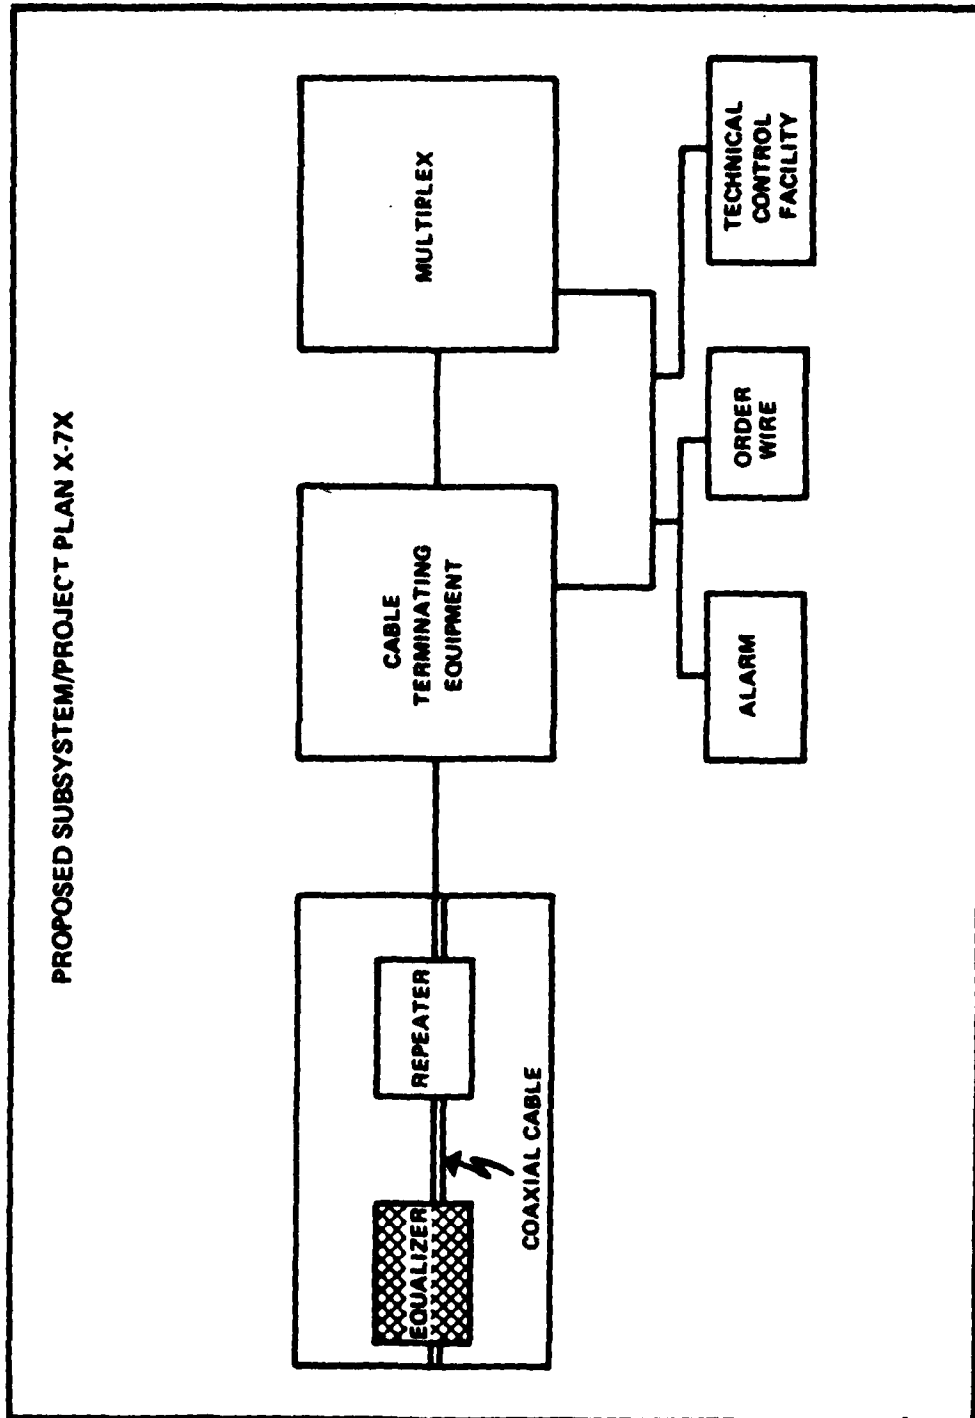 PROPOSED SUBSYSTEM/PROJECT PLAN X-7X
EQUALIZER
REPEATER
COAXIAL CABLE
CABLE
TERMINATING
EQUIPMENT
MULTIPLEX
ALARM
ORDER
WIRE
TECHNICAL
CONTROL
FACILITY